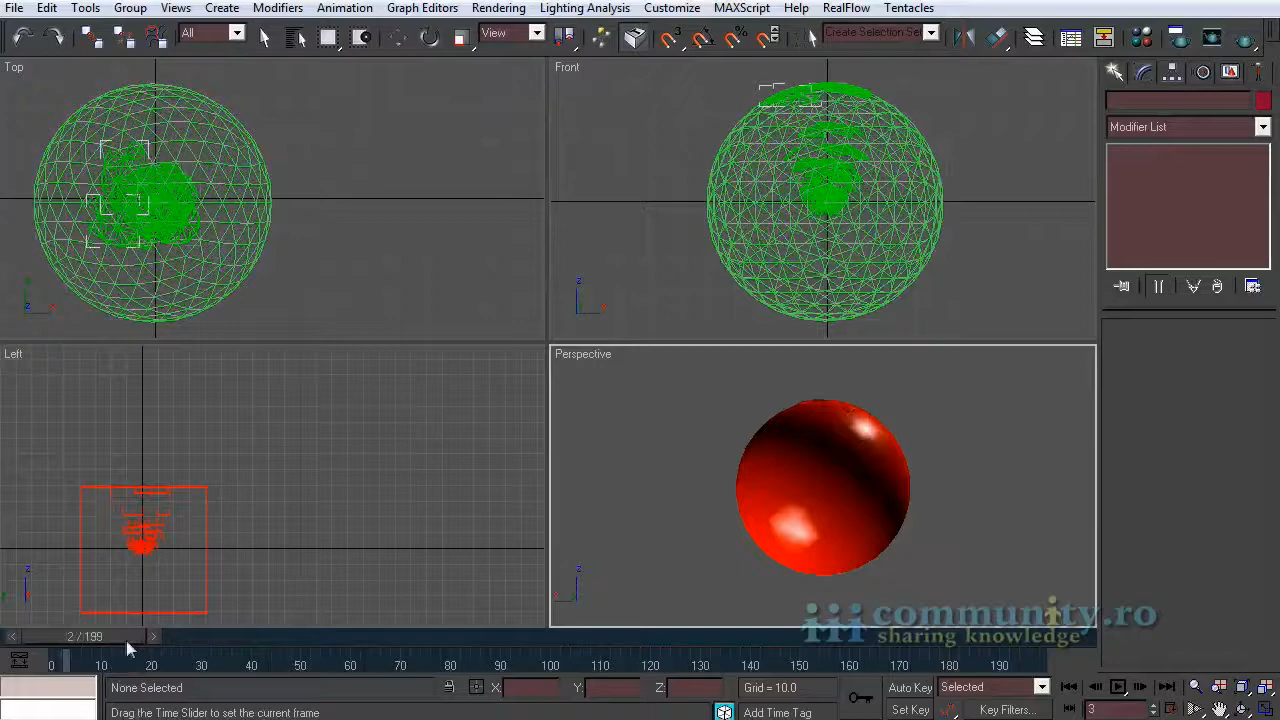 File Edit Tools Group Views Create Modifiers Animation Graph Editors Rendering Lighting Analysis Customize MAXScript Help RealFlow Tentacles
All View 3 Create Selection Set
Top Front
Modifier List
z x z x
Left Perspective
z z
community.ro
sharing knowledge
2 / 199
0 10 20 30 40 50 60 70 80 90 100 110 120 130 140 150 160 170 180 190
None Selected X: Y: Z: Grid = 10.0 Auto Key Selected
Drag the Time Slider to set the current frame Add Time Tag Set Key Key Filters... 3